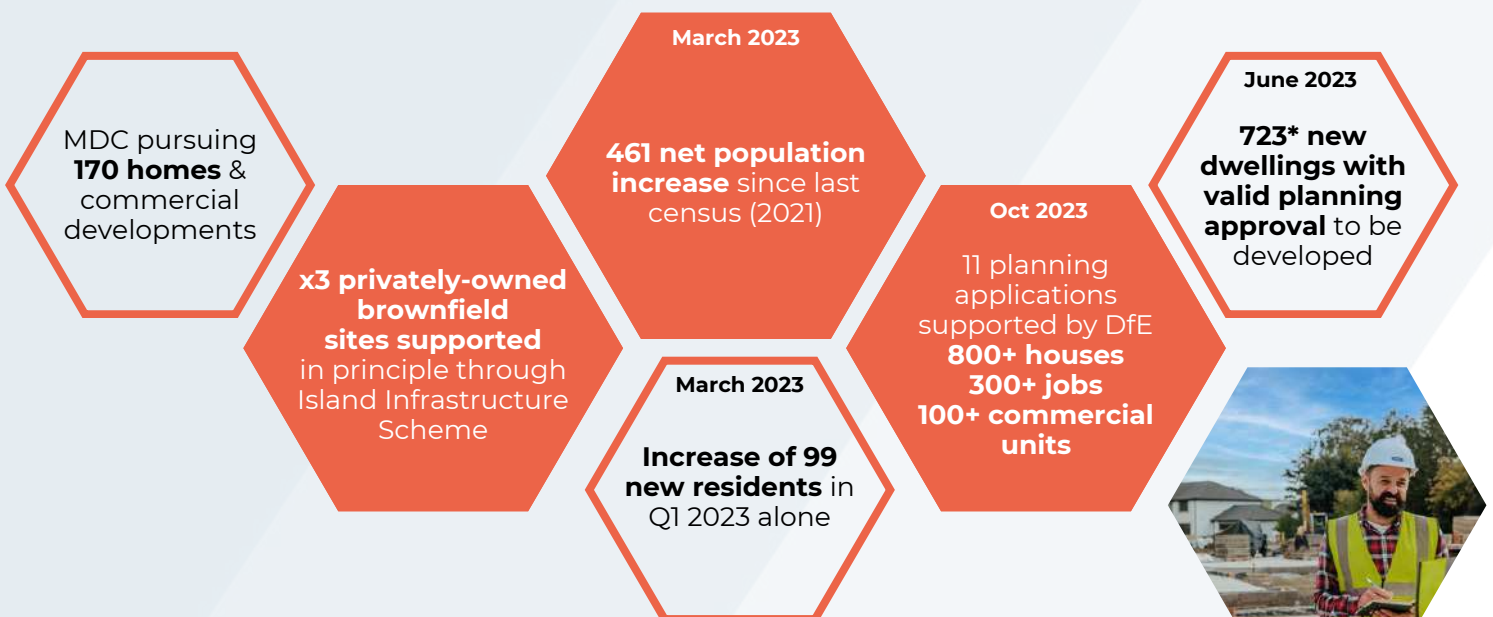 MDC pursuing
170 homes &
commercial
developments
x3 privately-owned
brownfield
sites supported
in principle through
Island Infrastructure
Scheme
March 2023
461 net population
increase since last
census (2021)
March 2023
Increase of 99
new residents in
Q1 2023 alone
Oct 2023
11 planning
applications
supported by DfE
800+ houses
300+ jobs
100+ commercial
units
June 2023
723* new
dwellings with
valid planning
approval to be
developed